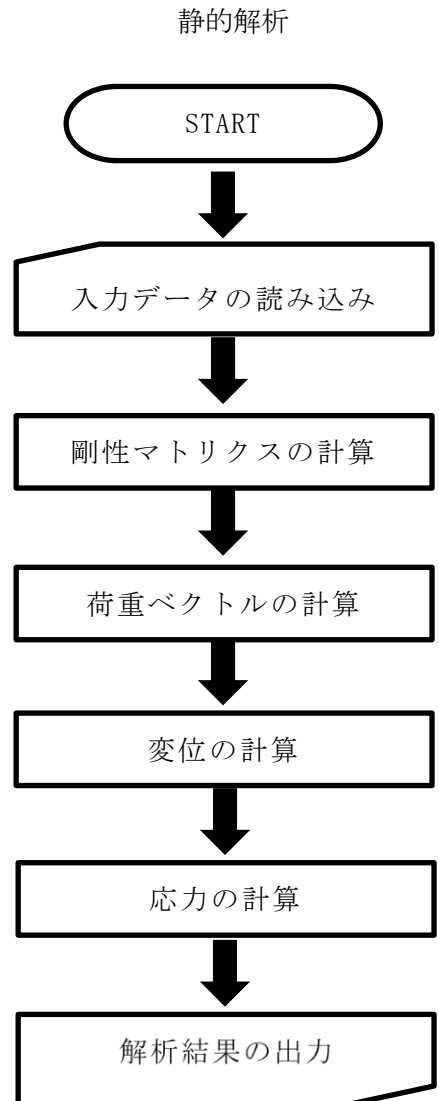 静的解析
START
入力データの読み込み
剛性マトリクスの計算
荷重ベクトルの計算
変位の計算
応力の計算
解析結果の出力